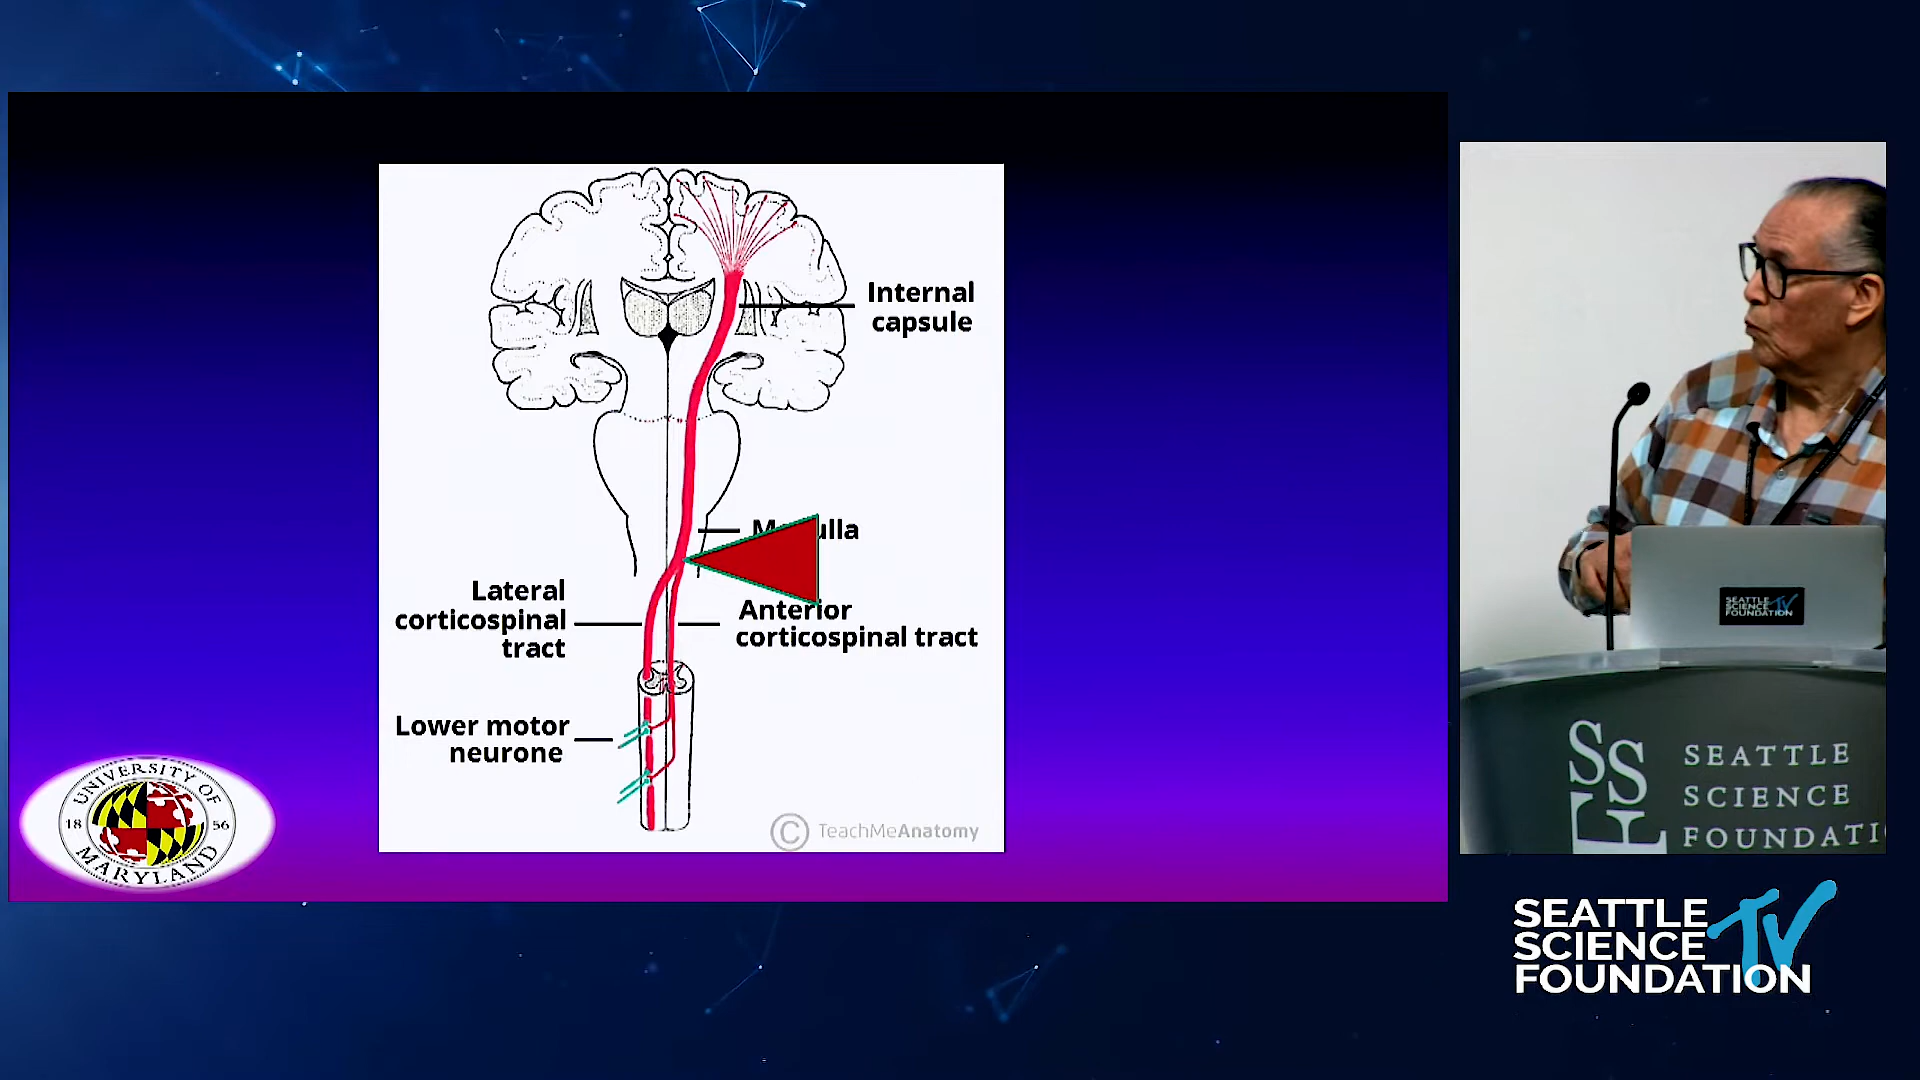 Internal
capsule
Lateral
corticospinal
tract
Anterior
corticospinal tract
Lower motor
neurone
© TeachMeAnatomy
UNIVERSITY OF
18 56
MARYLAND
SEATTLE
SCIENCE
FOUNDATION
TV
SSF
SEATTLE
SCIENCE
FOUNDATI
SEATTLE
SCIENCE
FOUNDATION
TV